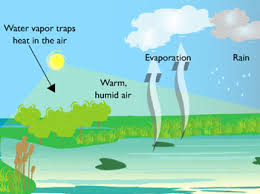 Water vapor traps
heat in the air
Evaporation
Rain
Warm,
humid air